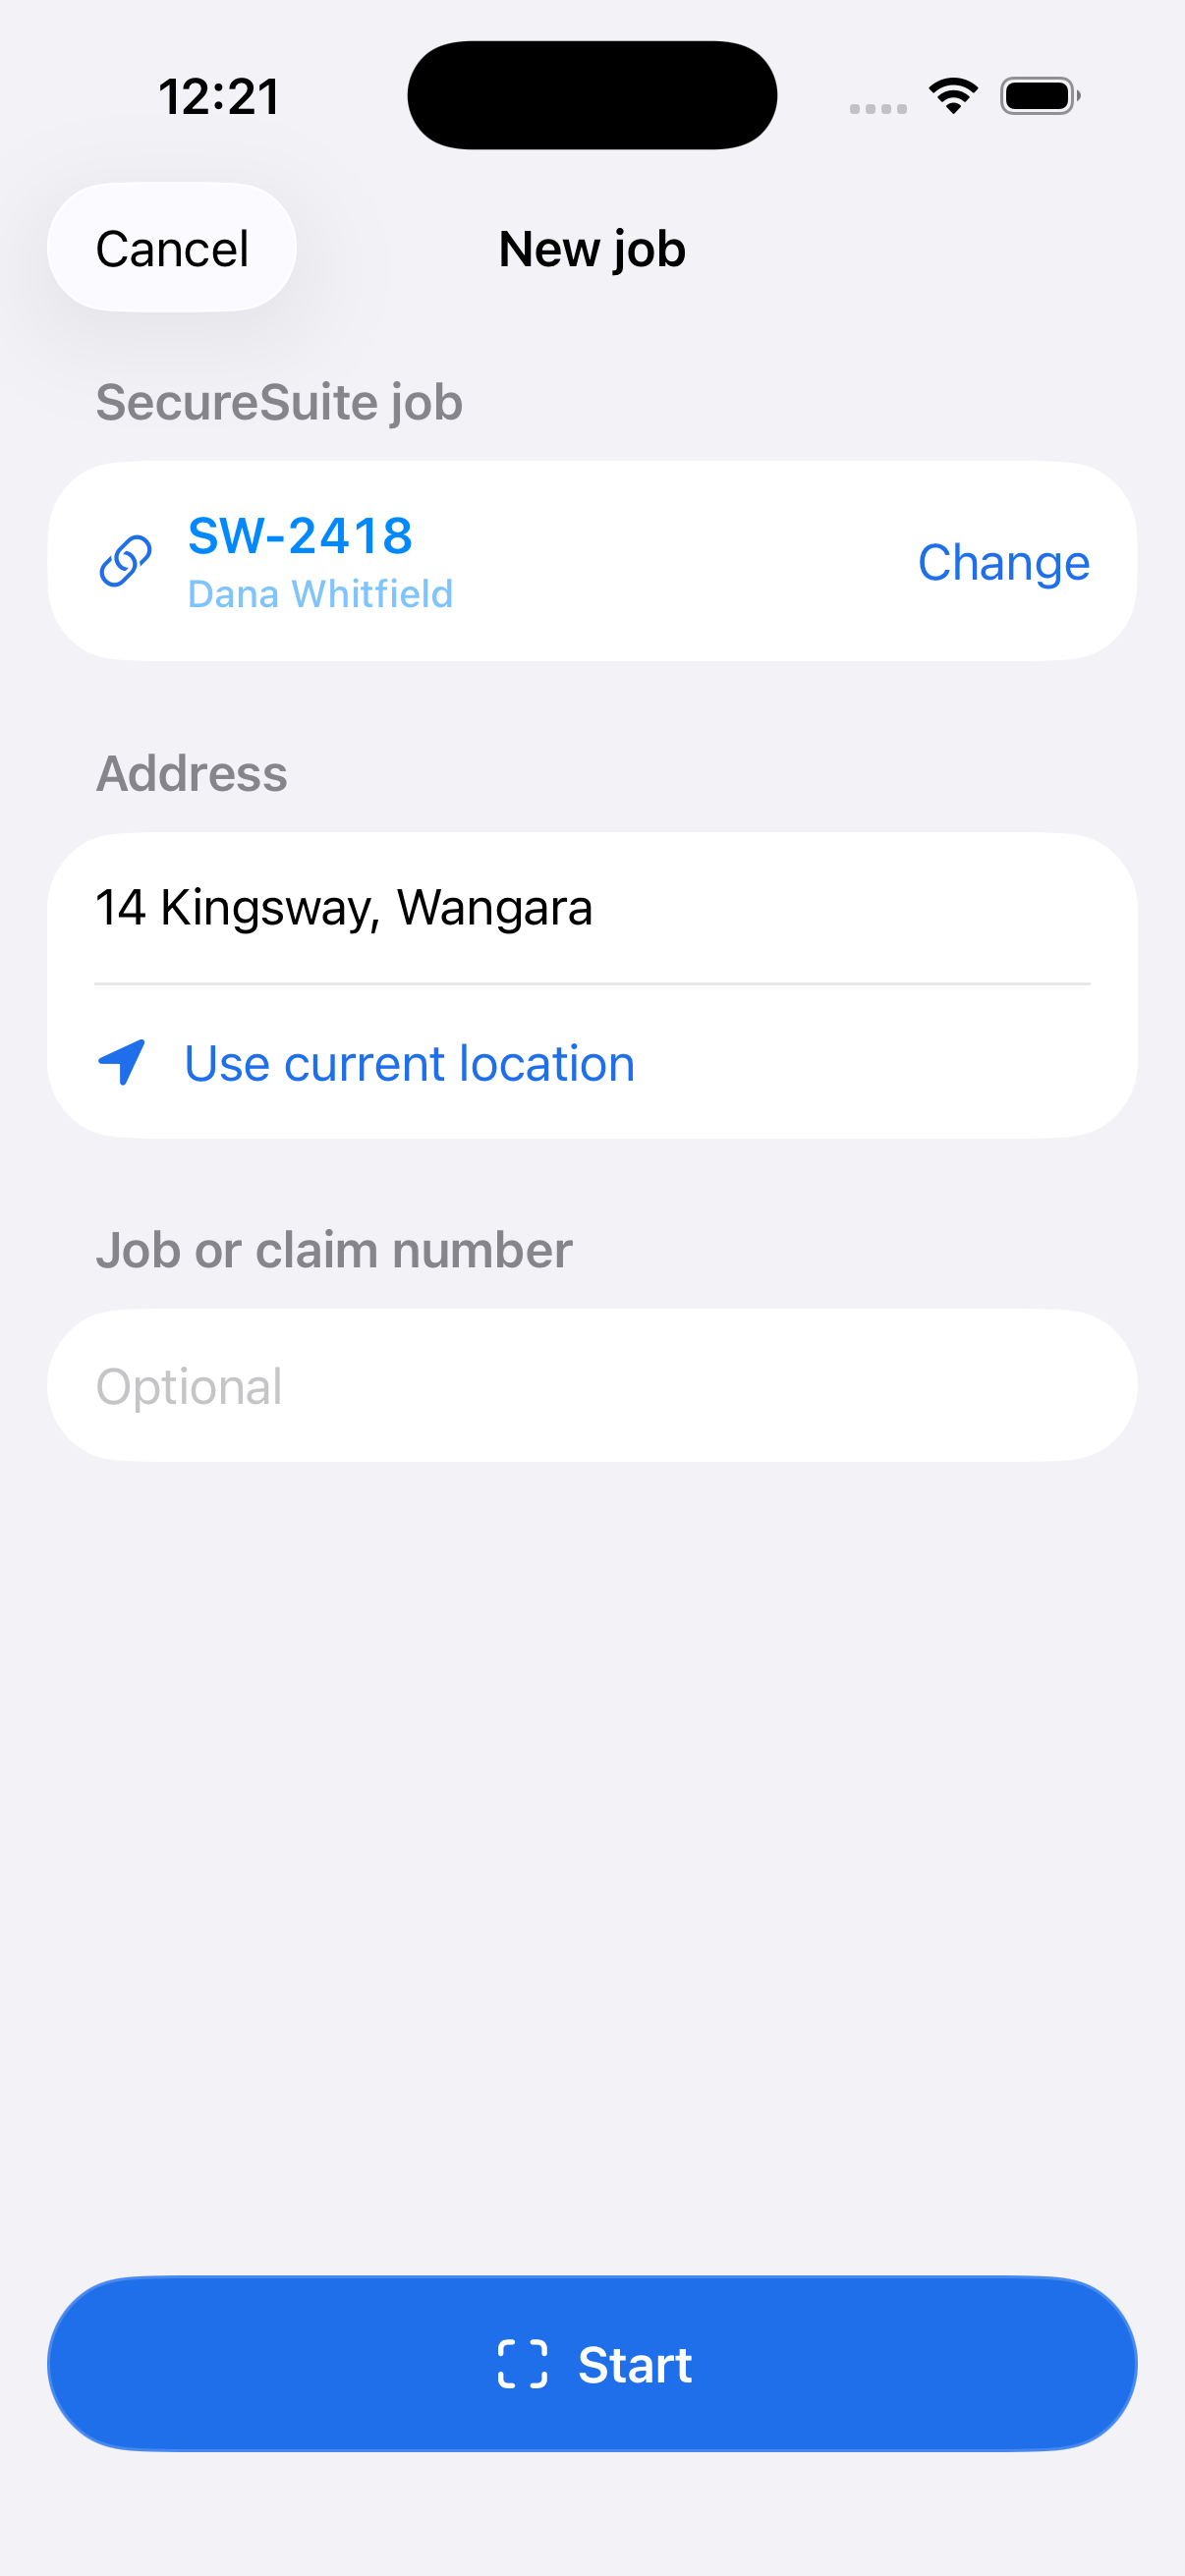 12:21
Cancel
New job
SecureSuite job
SW-2418
Dana Whitfield
Change
Address
14 Kingsway, Wangara
Use current location
Job or claim number
Optional
Start